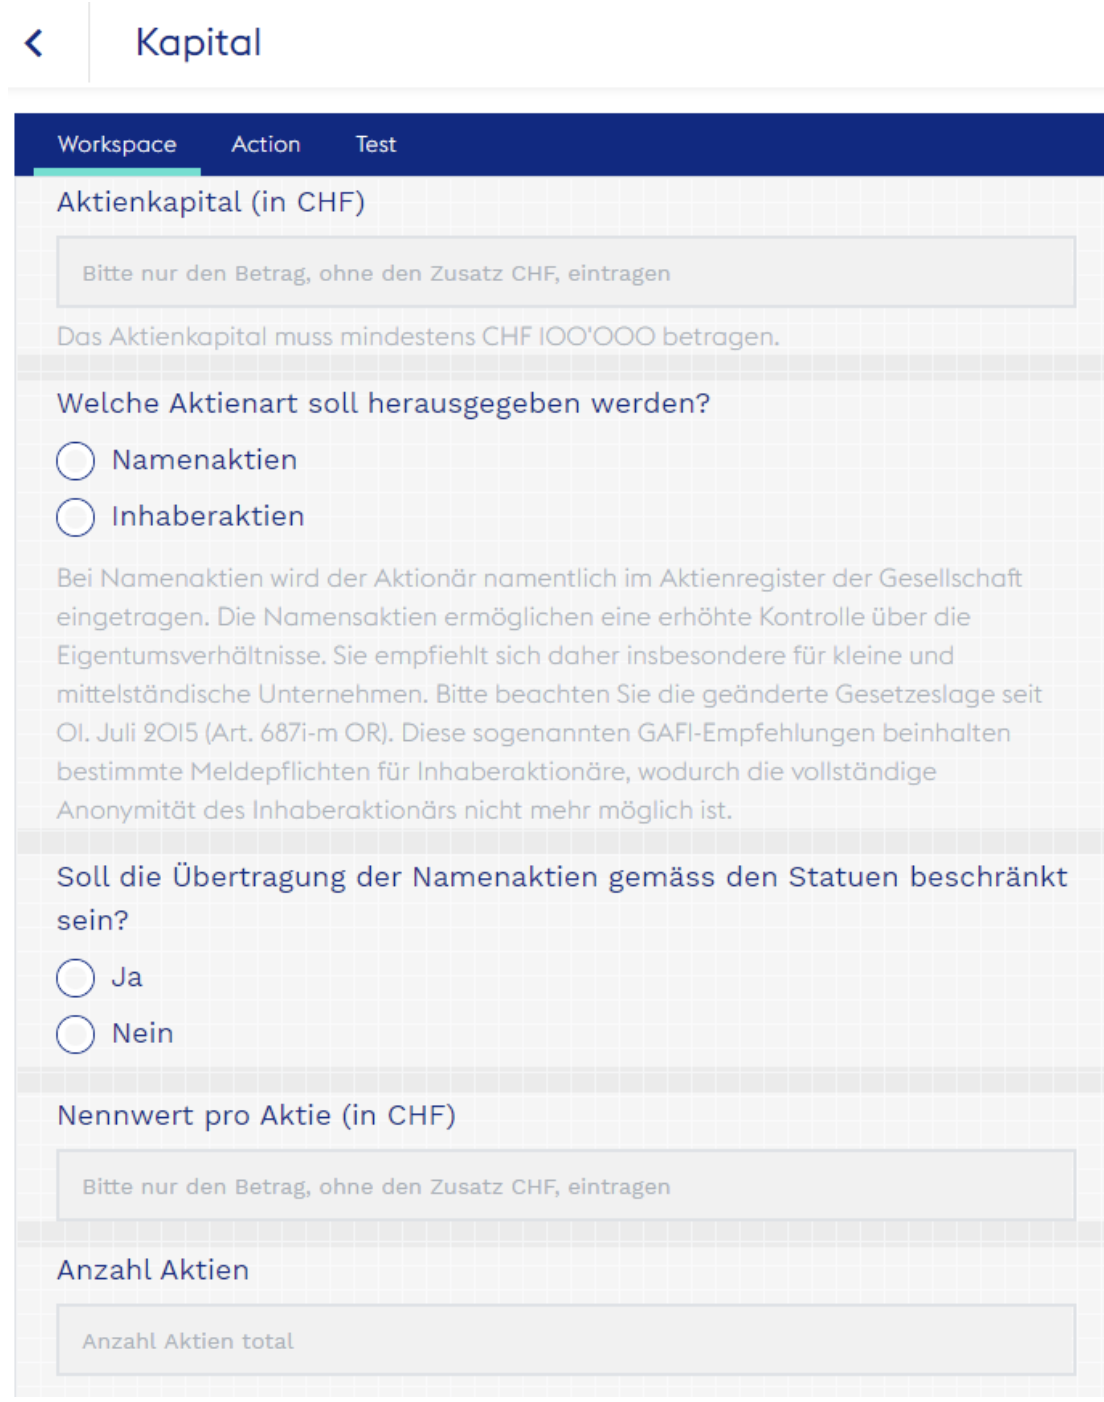 Kapital
Workspace Action Test
Aktienkapital (in CHF)
Bitte nur den Betrag, ohne den Zusatz CHF, eintragen
Das Aktienkapital muss mindestens CHF 100'000 betragen.
Welche Aktienart soll herausgegeben werden?
Namenaktien
Inhaberaktien
Bei Namenaktien wird der Aktionär namentlich im Aktienregister der Gesellschaft
eingetragen. Die Namensaktien ermöglichen eine erhöhte Kontrolle über die
Eigentumsverhältnisse. Sie empfiehlt sich daher insbesondere für kleine und
mittelständische Unternehmen. Bitte beachten Sie die geänderte Gesetzeslage seit
01. Juli 2015 (Art. 687i-m OR). Diese sogenannten GAFI-Empfehlungen beinhalten
bestimmte Meldepflichten für Inhaberaktionäre, wodurch die vollständige
Anonymität des Inhaberaktionärs nicht mehr möglich ist.
Soll die Übertragung der Namenaktien gemäss den Statuen beschränkt
sein?
Ja
Nein
Nennwert pro Aktie (in CHF)
Bitte nur den Betrag, ohne den Zusatz CHF, eintragen
Anzahl Aktien
Anzahl Aktien total